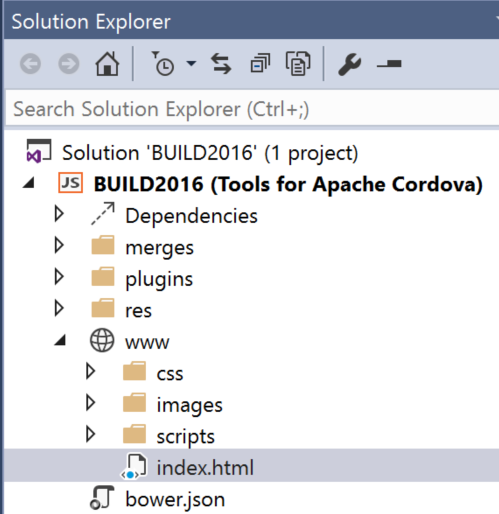 Solution Explorer
Search Solution Explorer (Ctrl+;)
Solution 'BUILD2016' (1 project)
JS BUILD2016 (Tools for Apache Cordova)
Dependencies
merges
plugins
res
www
css
images
scripts
index.html
bower.json